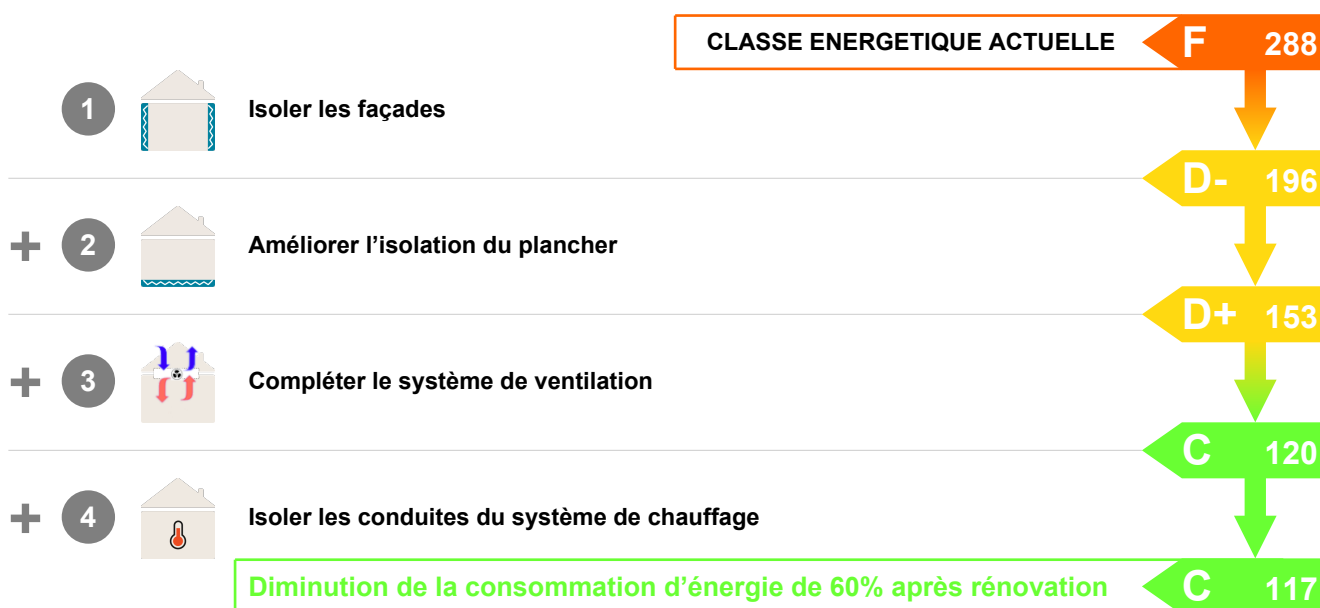 CLASSE ENERGETIQUE ACTUELLE F 288
1 Isoler les façades
D- 196
+ 2 Améliorer l’isolation du plancher
D+ 153
+ 3 Compléter le système de ventilation
C 120
+ 4 Isoler les conduites du système de chauffage
Diminution de la consommation d’énergie de 60% après rénovation C 117